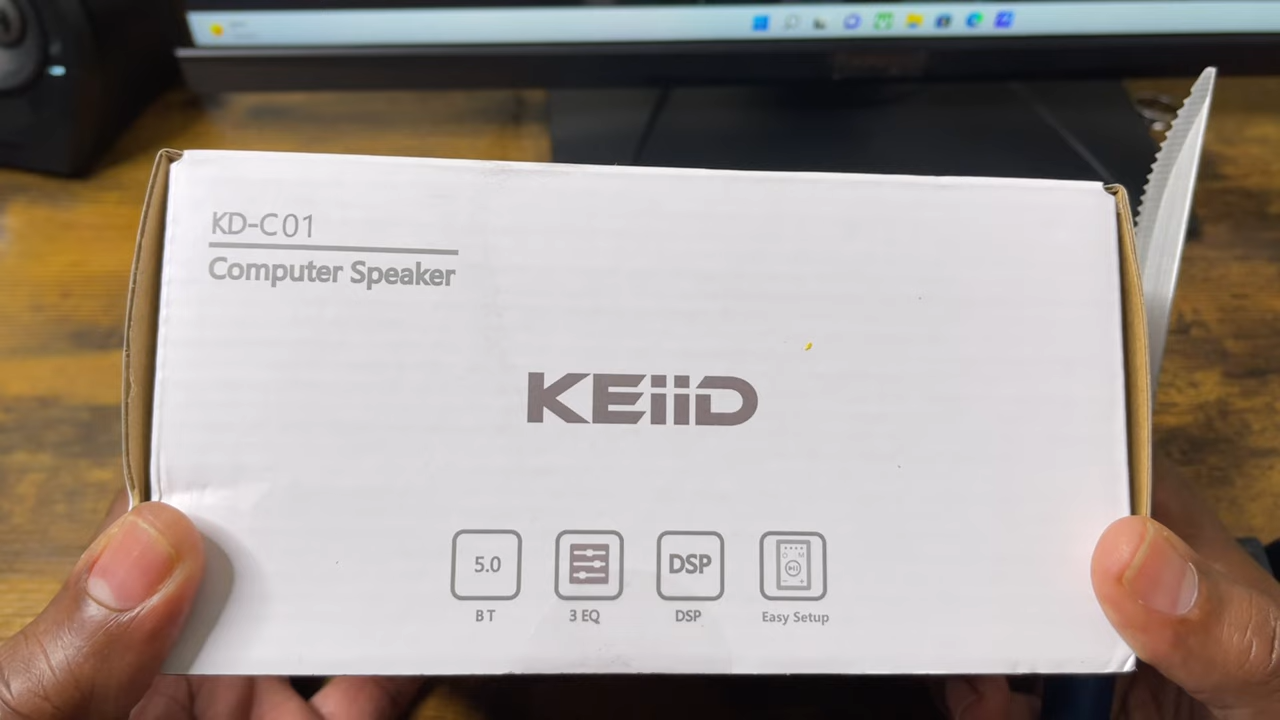 KD-C01
Computer Speaker
KEiiD
5.0
DSP
BT
3 EQ
DSP
Easy Setup